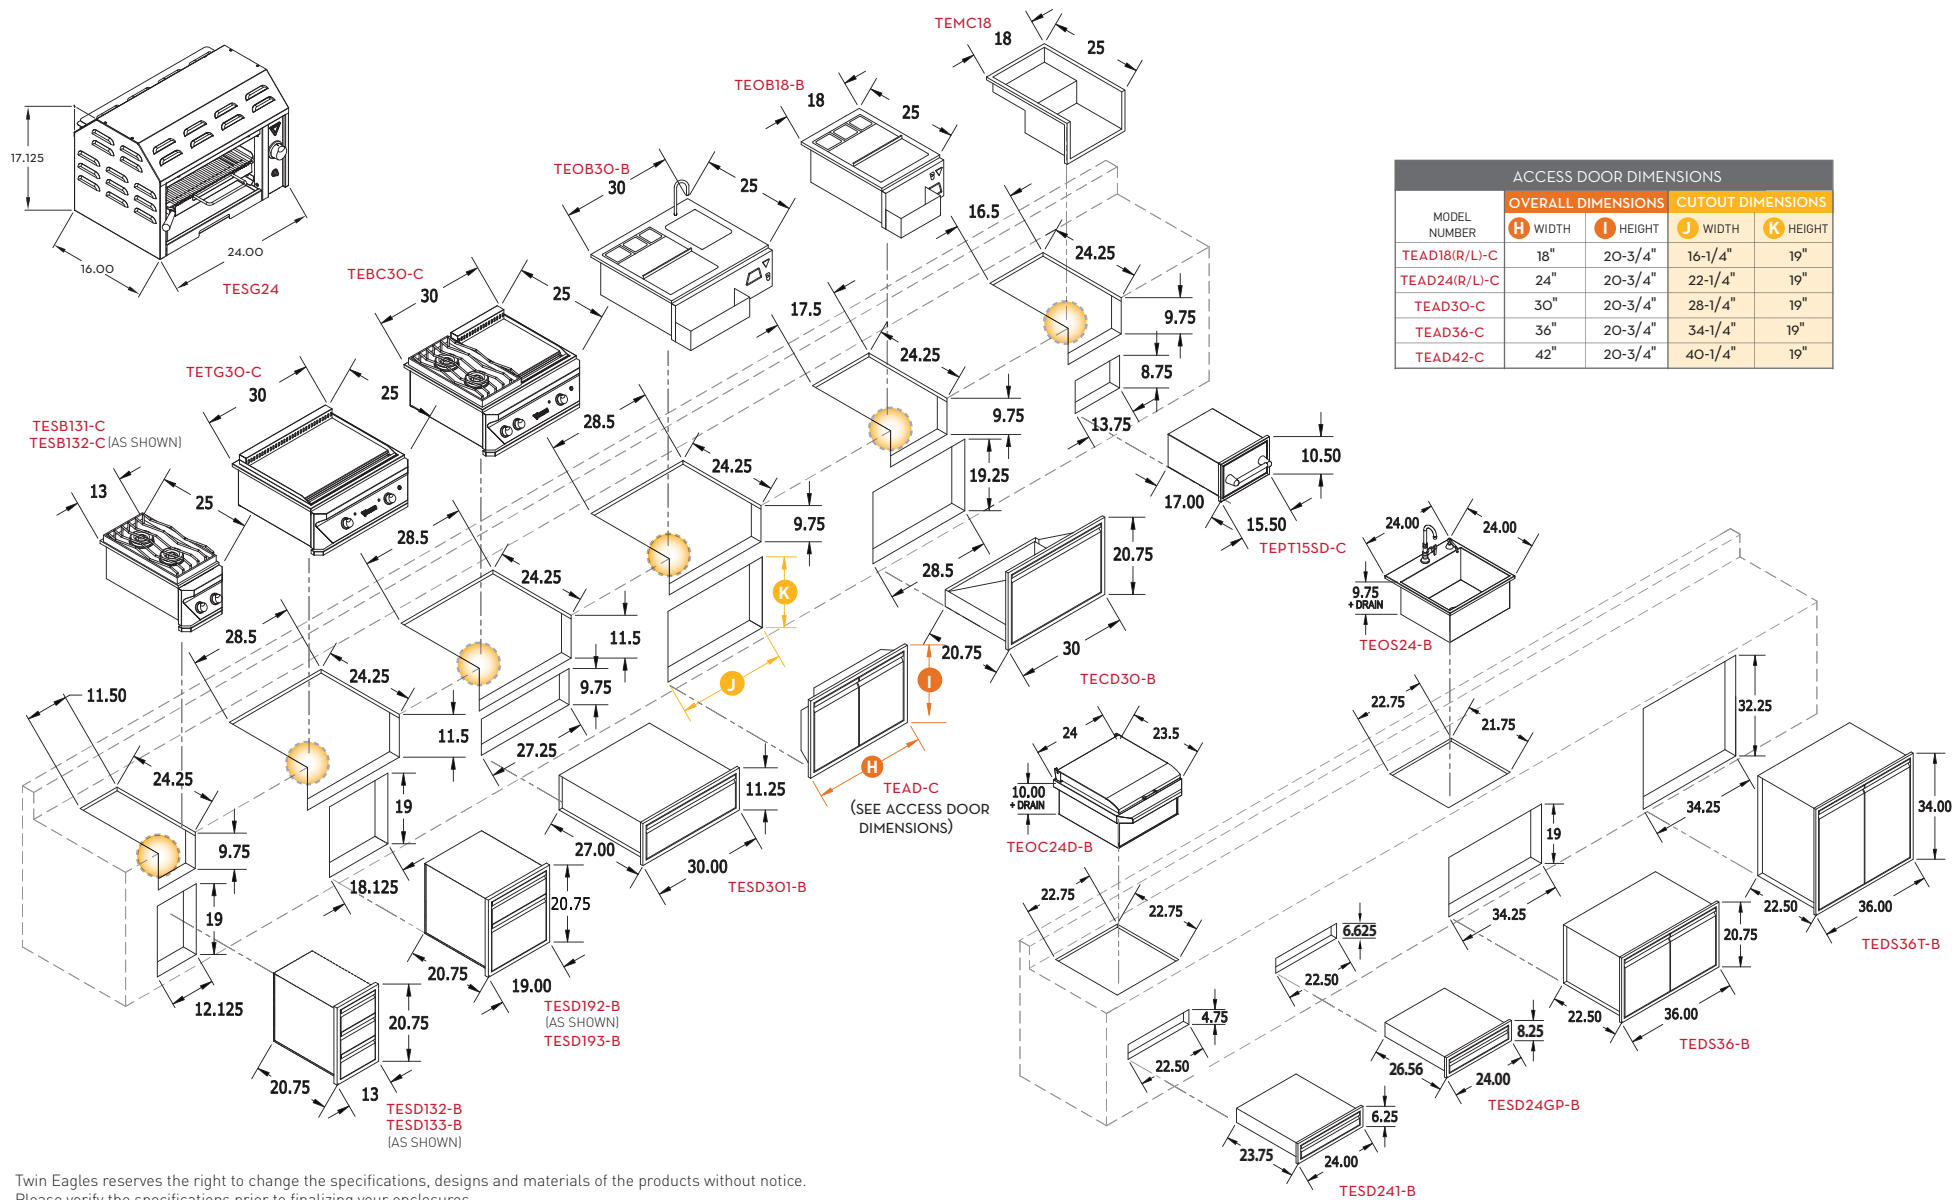 TEMC18
18
25
TEOB18-B
18
25
17.125
16.00
24.00
TESG24
TEOB30-B
30
25
TEBC30-C
30
25
TETG30-C
30
25
TESB131-C
TESB132-C (AS SHOWN)
13
25
ACCESS DOOR DIMENSIONS
OVERALL DIMENSIONS CUTOUT DIMENSIONS
MODEL NUMBER H WIDTH I HEIGHT J WIDTH K HEIGHT
TEAD18(R/L)-C 18" 20-3/4" 16-1/4" 19"
TEAD24(R/L)-C 24" 20-3/4" 22-1/4" 19"
TEAD30-C 30" 20-3/4" 28-1/4" 19"
TEAD36-C 36" 20-3/4" 34-1/4" 19"
TEAD42-C 42" 20-3/4" 40-1/4" 19"
16.5
24.25
9.75
8.75
13.75
17.5
24.25
9.75
19.25
28.5
28.5
24.25
9.75
K
J
28.5
24.25
11.5
9.75
27.25
28.5
24.25
11.5
19
18.125
11.50
24.25
9.75
19
12.125
10.50
17.00
15.50
TEPT15SD-C
20.75
20.75
30
TECD30-B
I
H
TEAD-C
(SEE ACCESS DOOR
DIMENSIONS)
11.25
27.00
30.00
TESD301-B
20.75
20.75
19.00
TESD192-B
(AS SHOWN)
TESD193-B
20.75
20.75
13
TESD132-B
TESD133-B
(AS SHOWN)
24.00
24.00
9.75
+ DRAIN
TEOS24-B
22.75
21.75
32.25
34.25
34.00
22.50
36.00
TEDS36T-B
24
23.5
10.00
+ DRAIN
TEOC24D-B
22.75
22.75
19
34.25
20.75
22.50
36.00
TEDS36-B
6.625
22.50
8.25
26.56
24.00
TESD24GP-B
4.75
22.50
6.25
23.75
24.00
TESD241-B
Twin Eagles reserves the right to change the specifications, designs and materials of the products without notice.
Please verify the specifications prior to finalizing your enclosures.